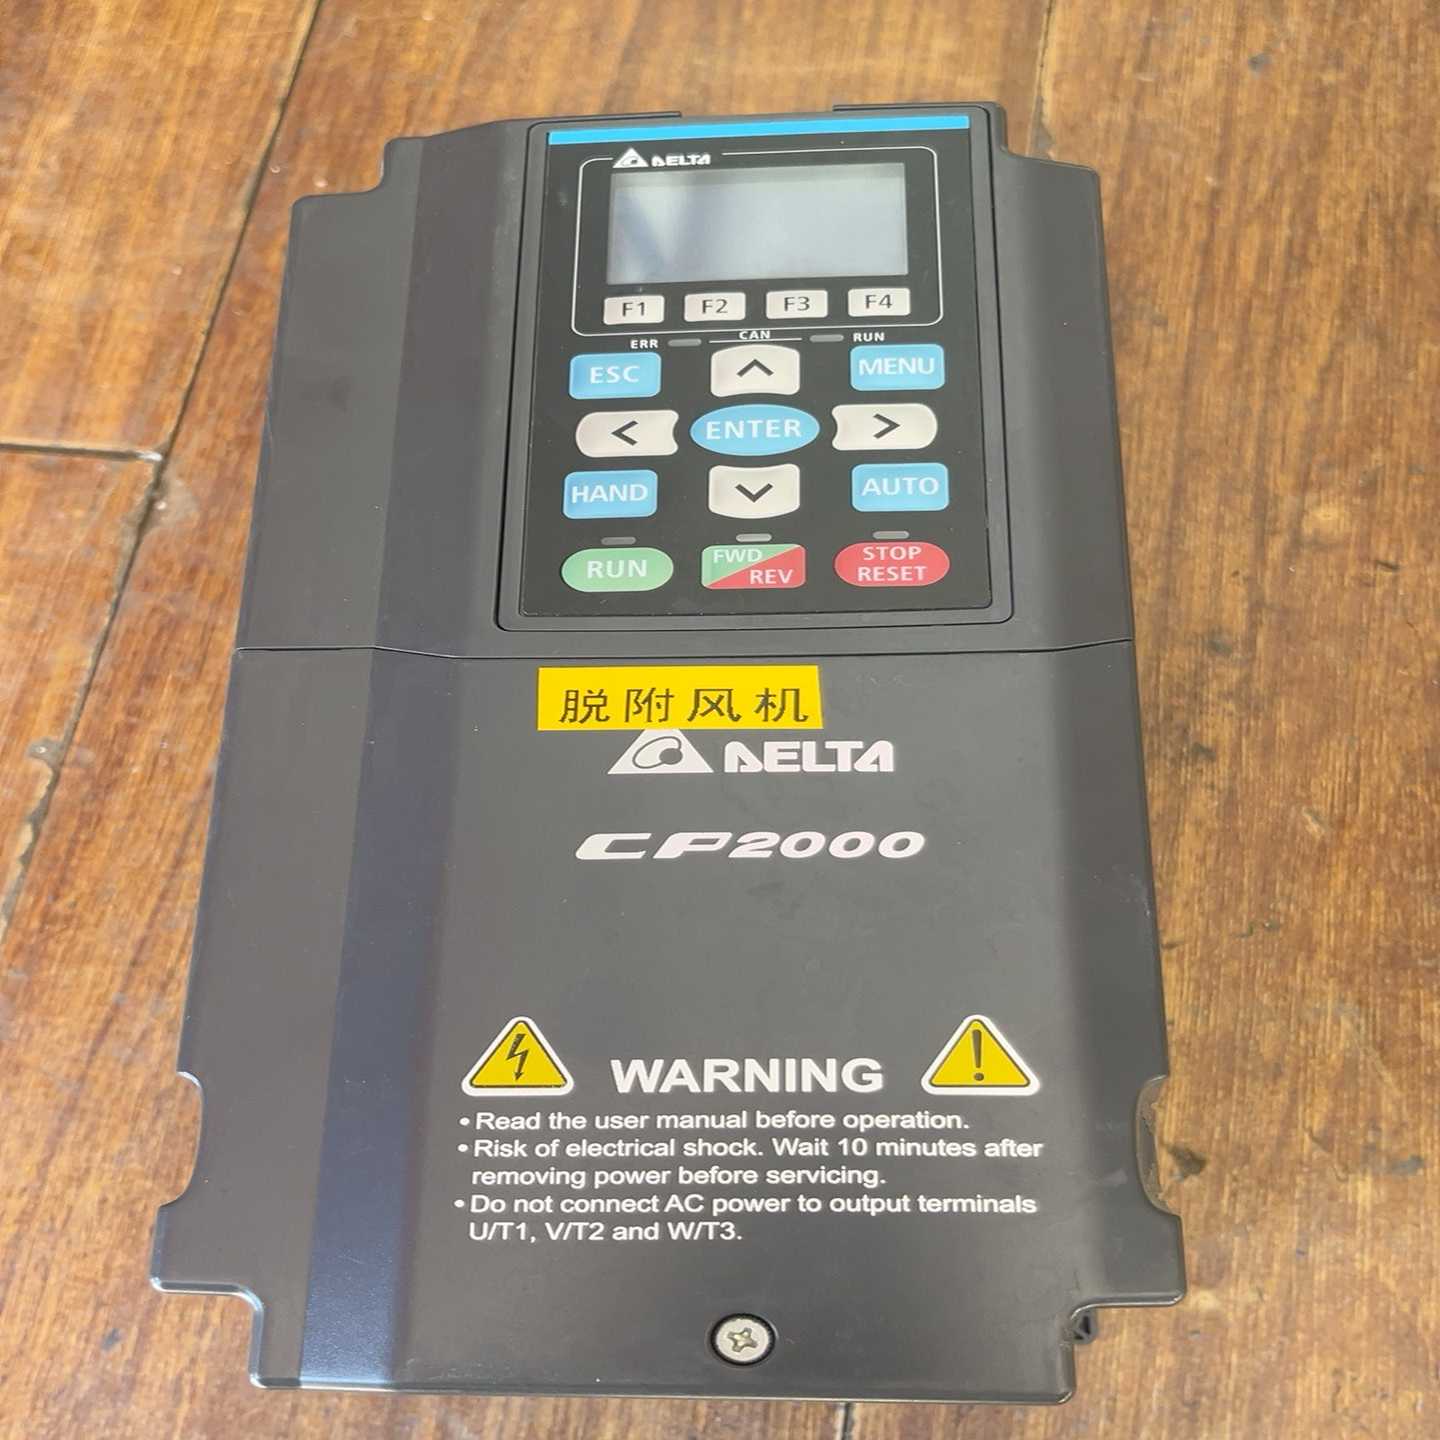 DELTA
F1 F2 F3 F4
ERR CAN RUN
ESC MENU
ENTER
HAND AUTO
RUN FWD REV STOP RESET
脱附风机
DELTA
CP2000
WARNING
• Read the user manual before operation.
• Risk of electrical shock. Wait 10 minutes after
removing power before servicing.
• Do not connect AC power to output terminals
U/T1, V/T2 and W/T3.